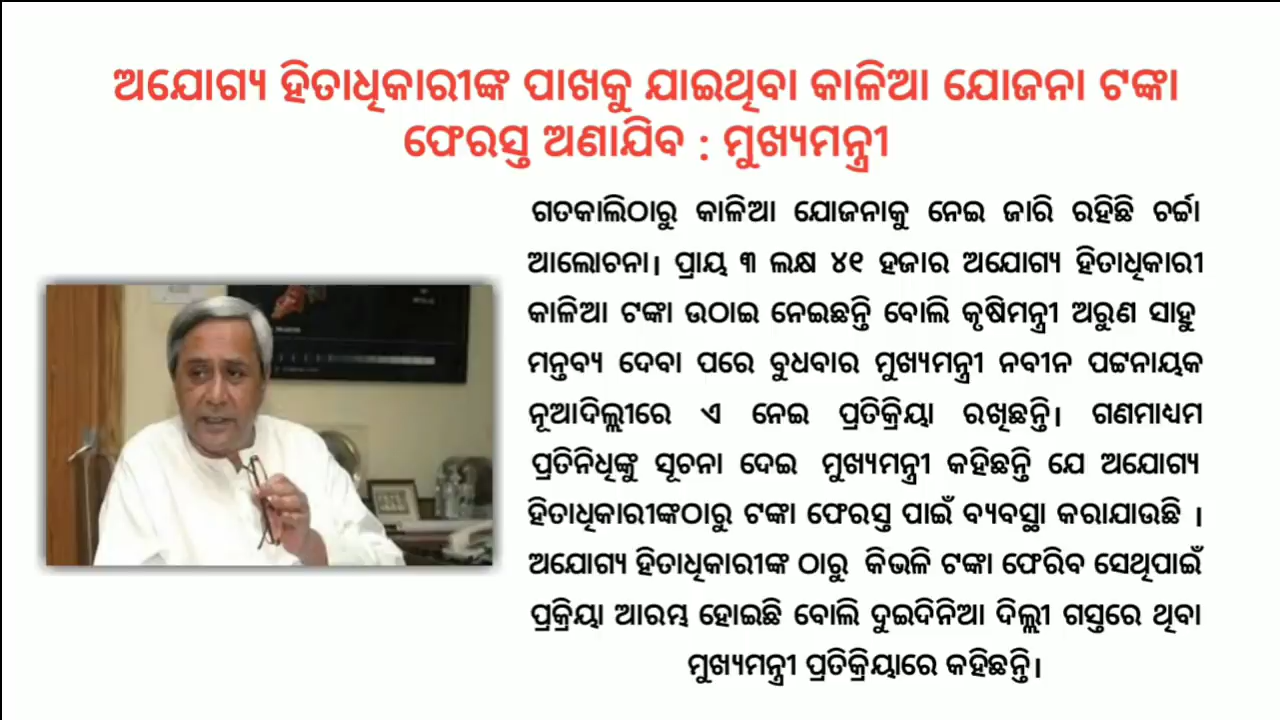 ଅଯୋଗ୍ୟ ହିତାଧିକାରୀଙ୍କ ପାଖକୁ ଯାଇଥିବା କାଳିଆ ଯୋଜନା ଟଙ୍କା
ଫେରସ୍ତ ଅଣାଯିବ : ମୁଖ୍ୟମନ୍ତ୍ରୀ
ଗତକାଲିଠାରୁ କାଳିଆ ଯୋଜନାକୁ ନେଇ ଜାରି ରହିଛି ଚର୍ଚ୍ଚା
ଆଲୋଚନା। ପ୍ରାୟ ୩ ଲକ୍ଷ ୪୧ ହଜାର ଅଯୋଗ୍ୟ ହିତାଧିକାରୀ
କାଳିଆ ଟଙ୍କା ଉଠାଇ ନେଇଛନ୍ତି ବୋଲି କୃଷିମନ୍ତ୍ରୀ ଅରୁଣ ସାହୁ
ମନ୍ତବ୍ୟ ଦେବା ପରେ ବୁଧବାର ମୁଖ୍ୟମନ୍ତ୍ରୀ ନବୀନ ପଟ୍ଟନାୟକ
ନୂଆଦିଲ୍ଲୀରେ ଏ ନେଇ ପ୍ରତିକ୍ରିୟା ରଖିଛନ୍ତି। ଗଣମାଧ୍ୟମ
ପ୍ରତିନିଧିଙ୍କୁ ସୂଚନା ଦେଇ ମୁଖ୍ୟମନ୍ତ୍ରୀ କହିଛନ୍ତି ଯେ ଅଯୋଗ୍ୟ
ହିତାଧିକାରୀଙ୍କଠାରୁ ଟଙ୍କା ଫେରସ୍ତ ପାଇଁ ବ୍ୟବସ୍ଥା କରାଯାଉଛି ।
ଅଯୋଗ୍ୟ ହିତାଧିକାରୀଙ୍କ ଠାରୁ କିଭଳି ଟଙ୍କା ଫେରିବ ସେଥିପାଇଁ
ପ୍ରକ୍ରିୟା ଆରମ୍ଭ ହୋଇଛି ବୋଲି ଦୁଇଦିନିଆ ଦିଲ୍ଲୀ ଗସ୍ତରେ ଥିବା
ମୁଖ୍ୟମନ୍ତ୍ରୀ ପ୍ରତିକ୍ରିୟାରେ କହିଛନ୍ତି।